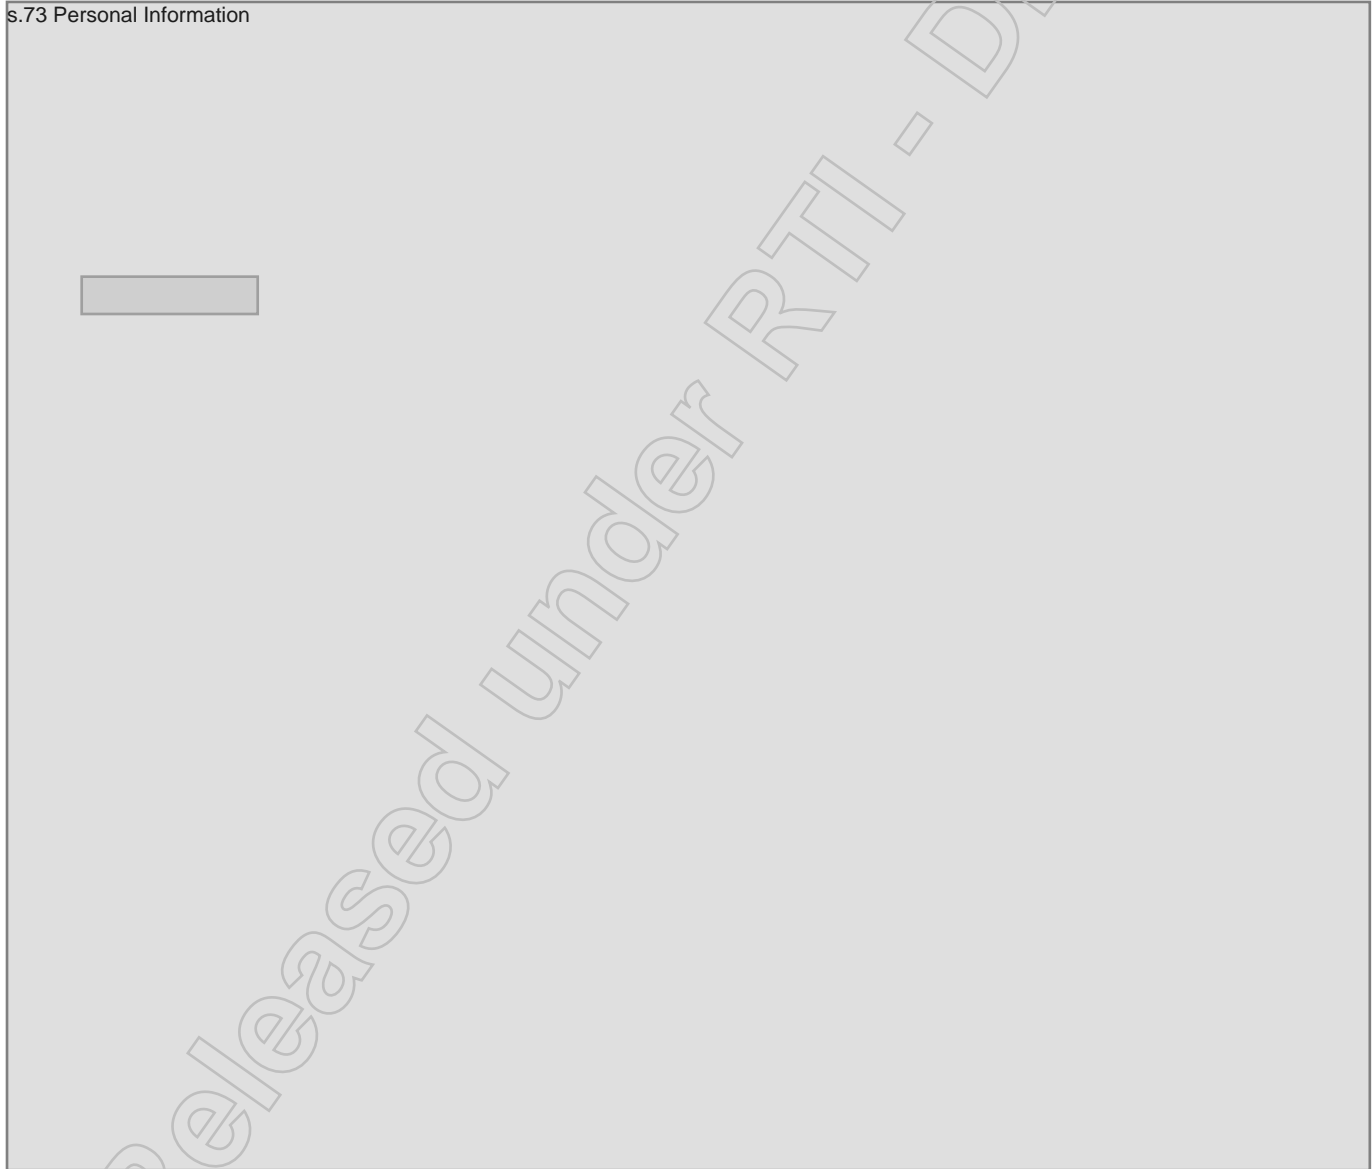 s.73 Personal Information
Released under RTI - D